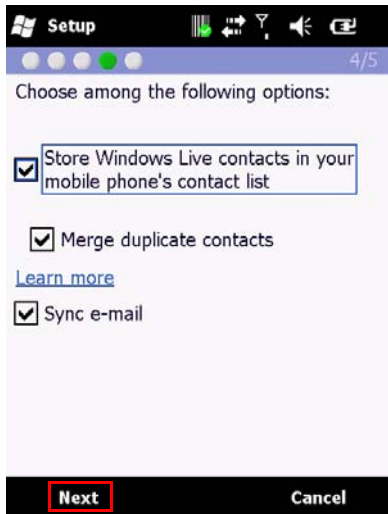 Setup
4/5
Choose among the following options:
Store Windows Live contacts in your
mobile phone's contact list
Merge duplicate contacts
Learn more
Sync e-mail
Next Cancel